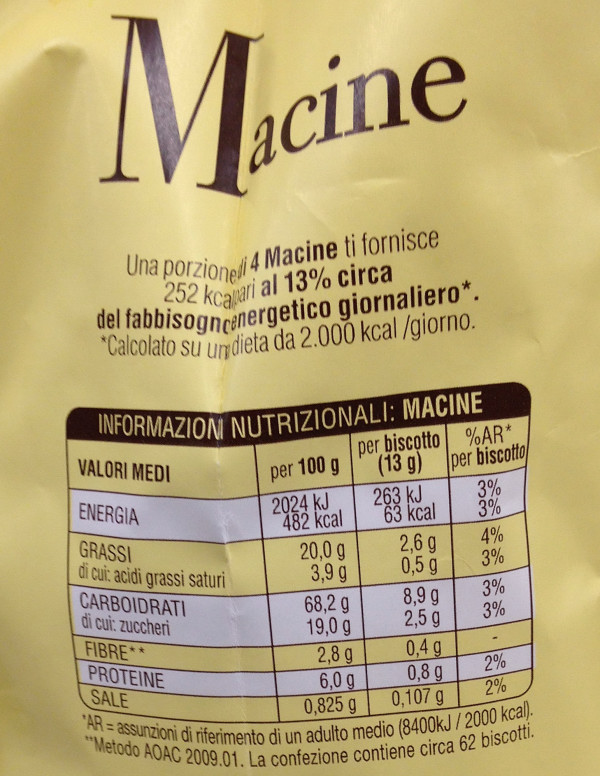 Macine
Una porzione di 4 Macine ti fornisce
252 kcal pari al 13% circa
del fabbisogno energetico giornaliero*.
*Calcolato su una dieta da 2.000 kcal /giorno.
INFORMAZIONI NUTRIZIONALI: MACINE
VALORI MEDI per 100 g per biscotto (13 g) %AR* per biscotto
ENERGIA 2024 kJ 263 kJ 3%
482 kcal 63 kcal 3%
GRASSI 20,0 g 2,6 g 4%
di cui: acidi grassi saturi 3,9 g 0,5 g 3%
CARBOIDRATI 68,2 g 8,9 g 3%
di cui: zuccheri 19,0 g 2,5 g 3%
FIBRE** 2,8 g 0,4 g -
PROTEINE 6,0 g 0,8 g 2%
SALE 0,825 g 0,107 g 2%
*AR = assunzioni di riferimento di un adulto medio (8400kJ / 2000 kcal).
**Metodo AOAC 2009.01. La confezione contiene circa 62 biscotti.